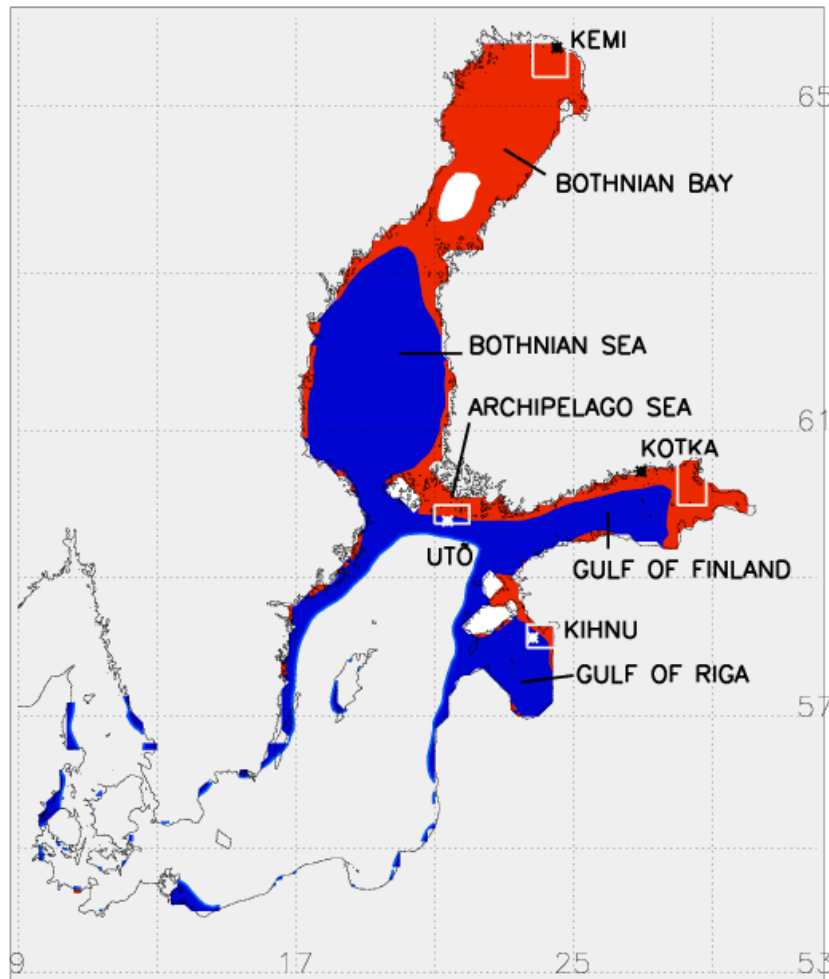 KEMI
65
BOTHNIAN BAY
BOTHNIAN SEA
ARCHIPELAGO SEA
61
KOTKA
UTÖ
GULF OF FINLAND
KIHNU
GULF OF RIGA
57
9 17 25 53